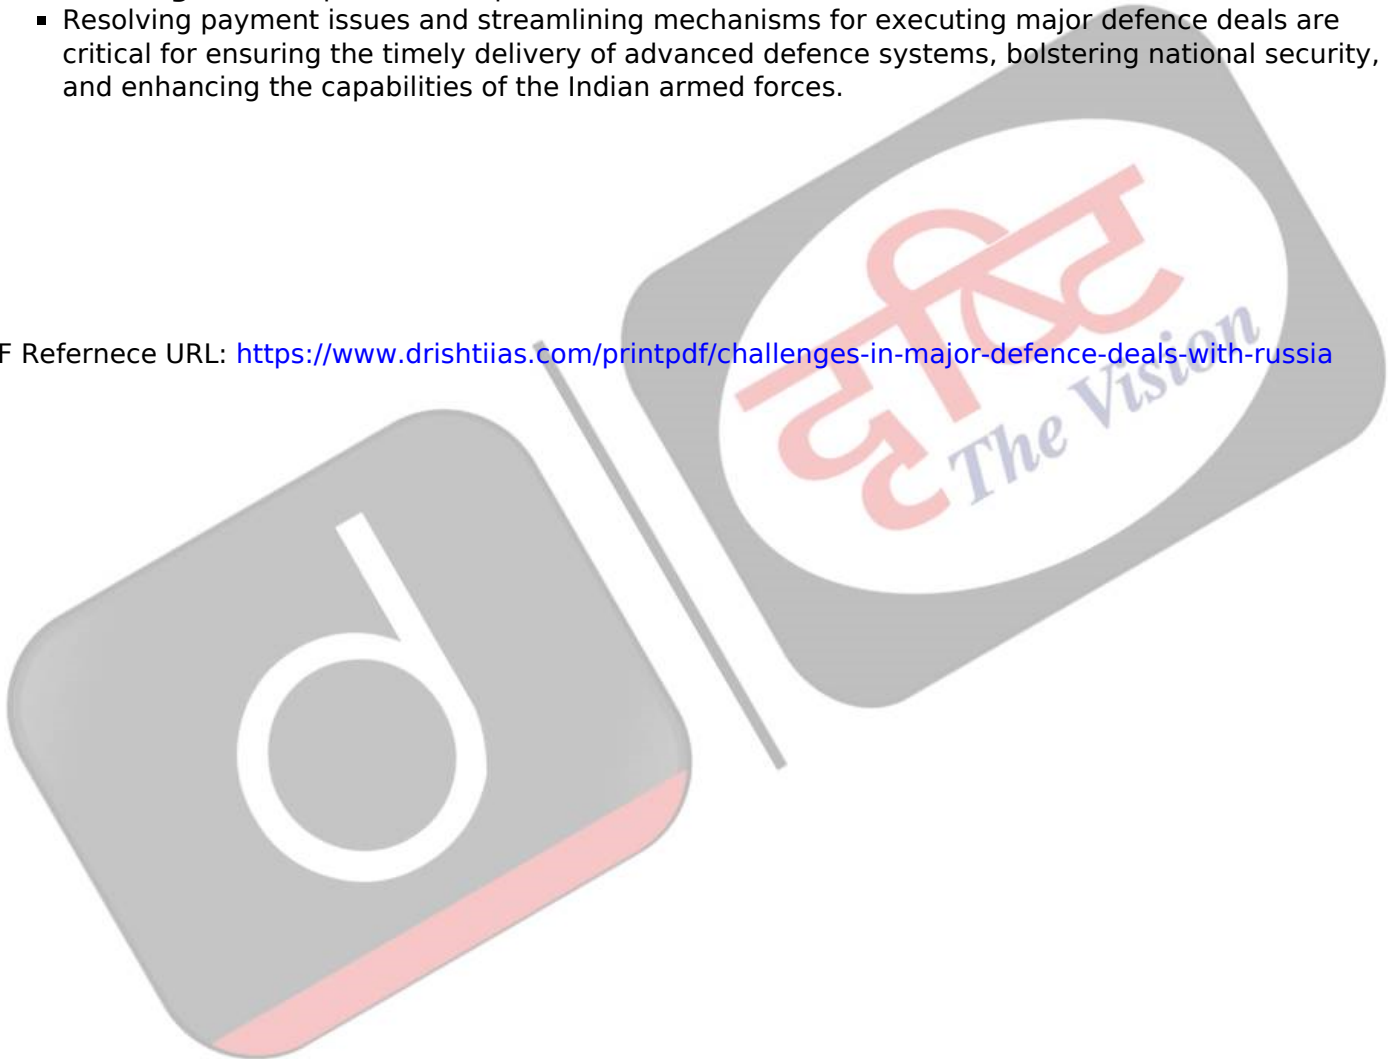 Resolving payment issues and streamlining mechanisms for executing major defence deals are
critical for ensuring the timely delivery of advanced defence systems, bolstering national security,
and enhancing the capabilities of the Indian armed forces.
F Refernece URL: https://www.drishtiias.com/printpdf/challenges-in-major-defence-deals-with-russia
दृष्टि
The Vision
d